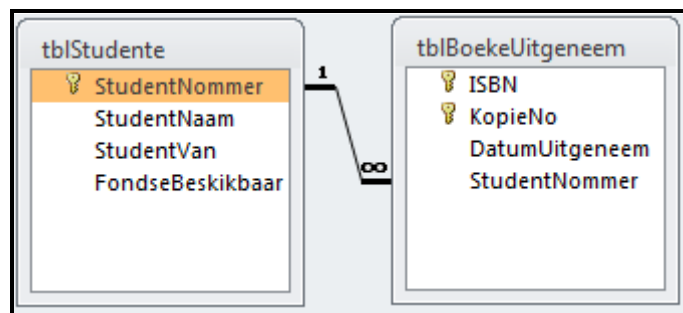 tblStudente
StudentNommer
StudentNaam
StudentVan
FondseBeskikbaar
1
∞
tblBoekeUitgeneem
ISBN
KopieNo
DatumUitgeneem
StudentNommer